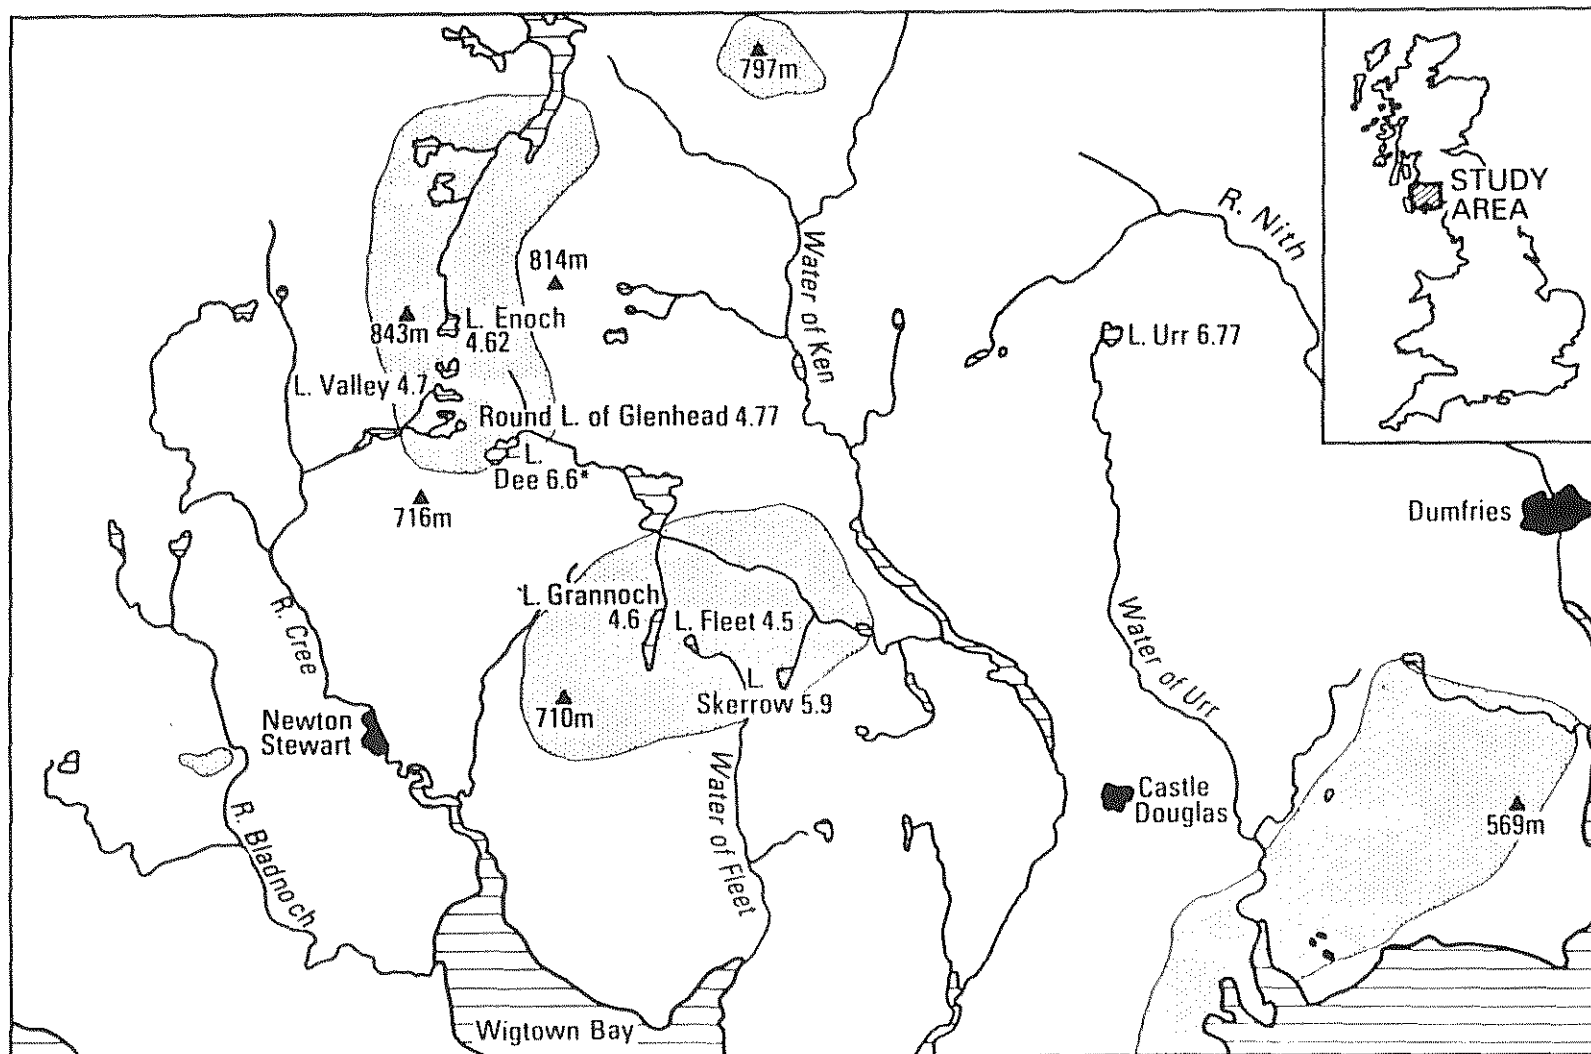 797m
STUDY
AREA
R. Nith
Water of Ken
814m
843m
L. Enoch
4.62
L. Urr 6.77
L. Valley 4.7
Round L. of Glenhead 4.77
L.
Dee 6.6*
716m
Dumfries
L. Grannoch
4.6
L. Fleet 4.5
R. Cree
Water of Urr
L
Skerrow 5.9
710m
Newton
Stewart
Water of Fleet
Castle
Douglas
569m
R. Bladnoch
Wigtown Bay